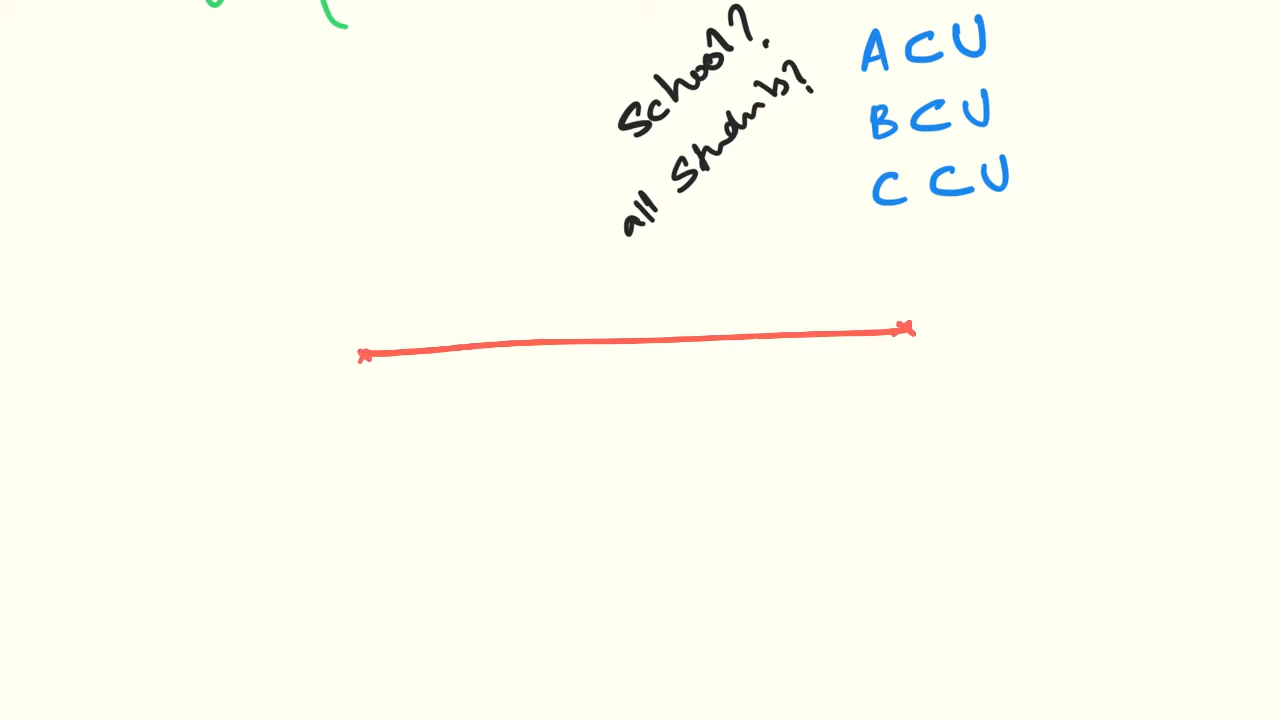 School??
all Students?
A C U
B C U
C C U